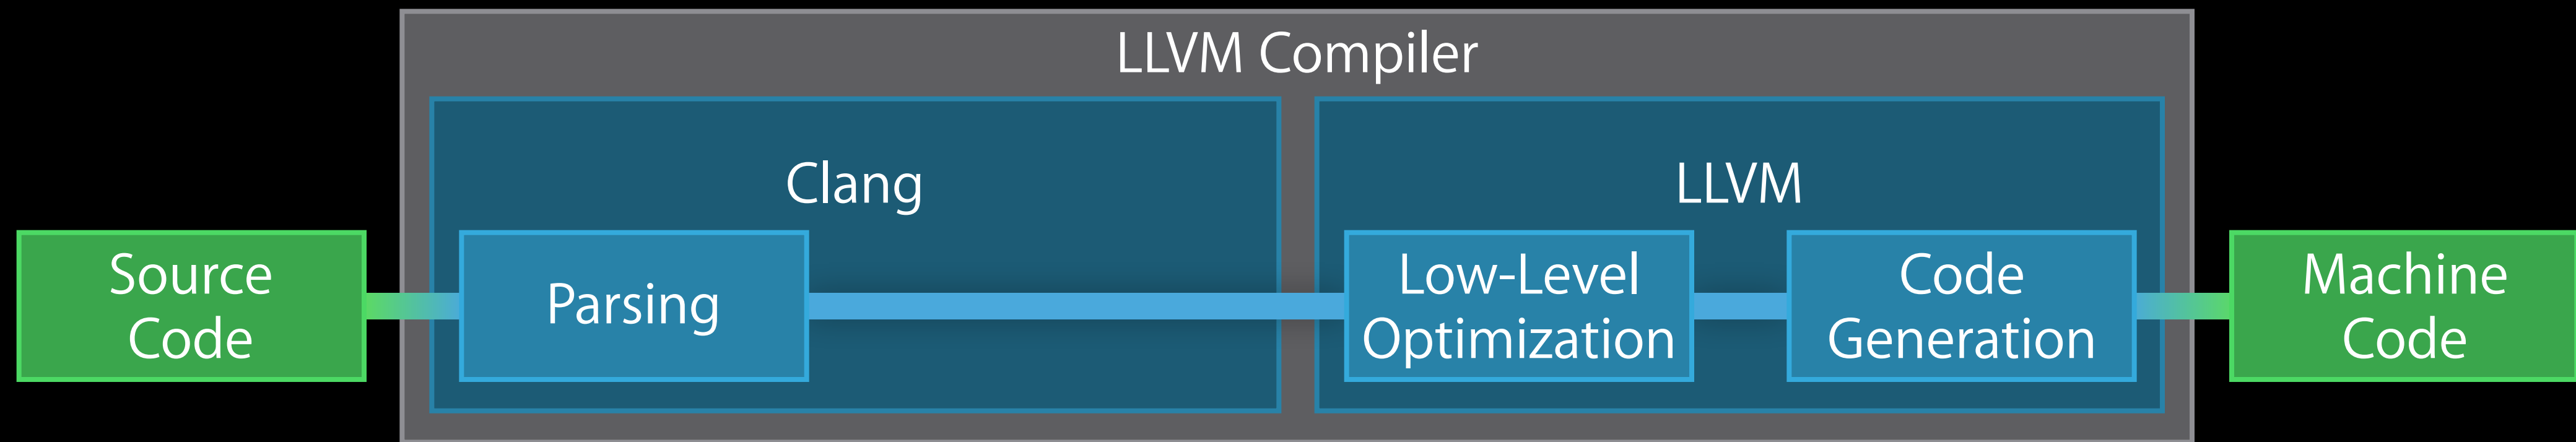 LLVM Compiler
Clang
LLVM
Source
Code
Parsing
Low-Level
Optimization
Code
Generation
Machine
Code